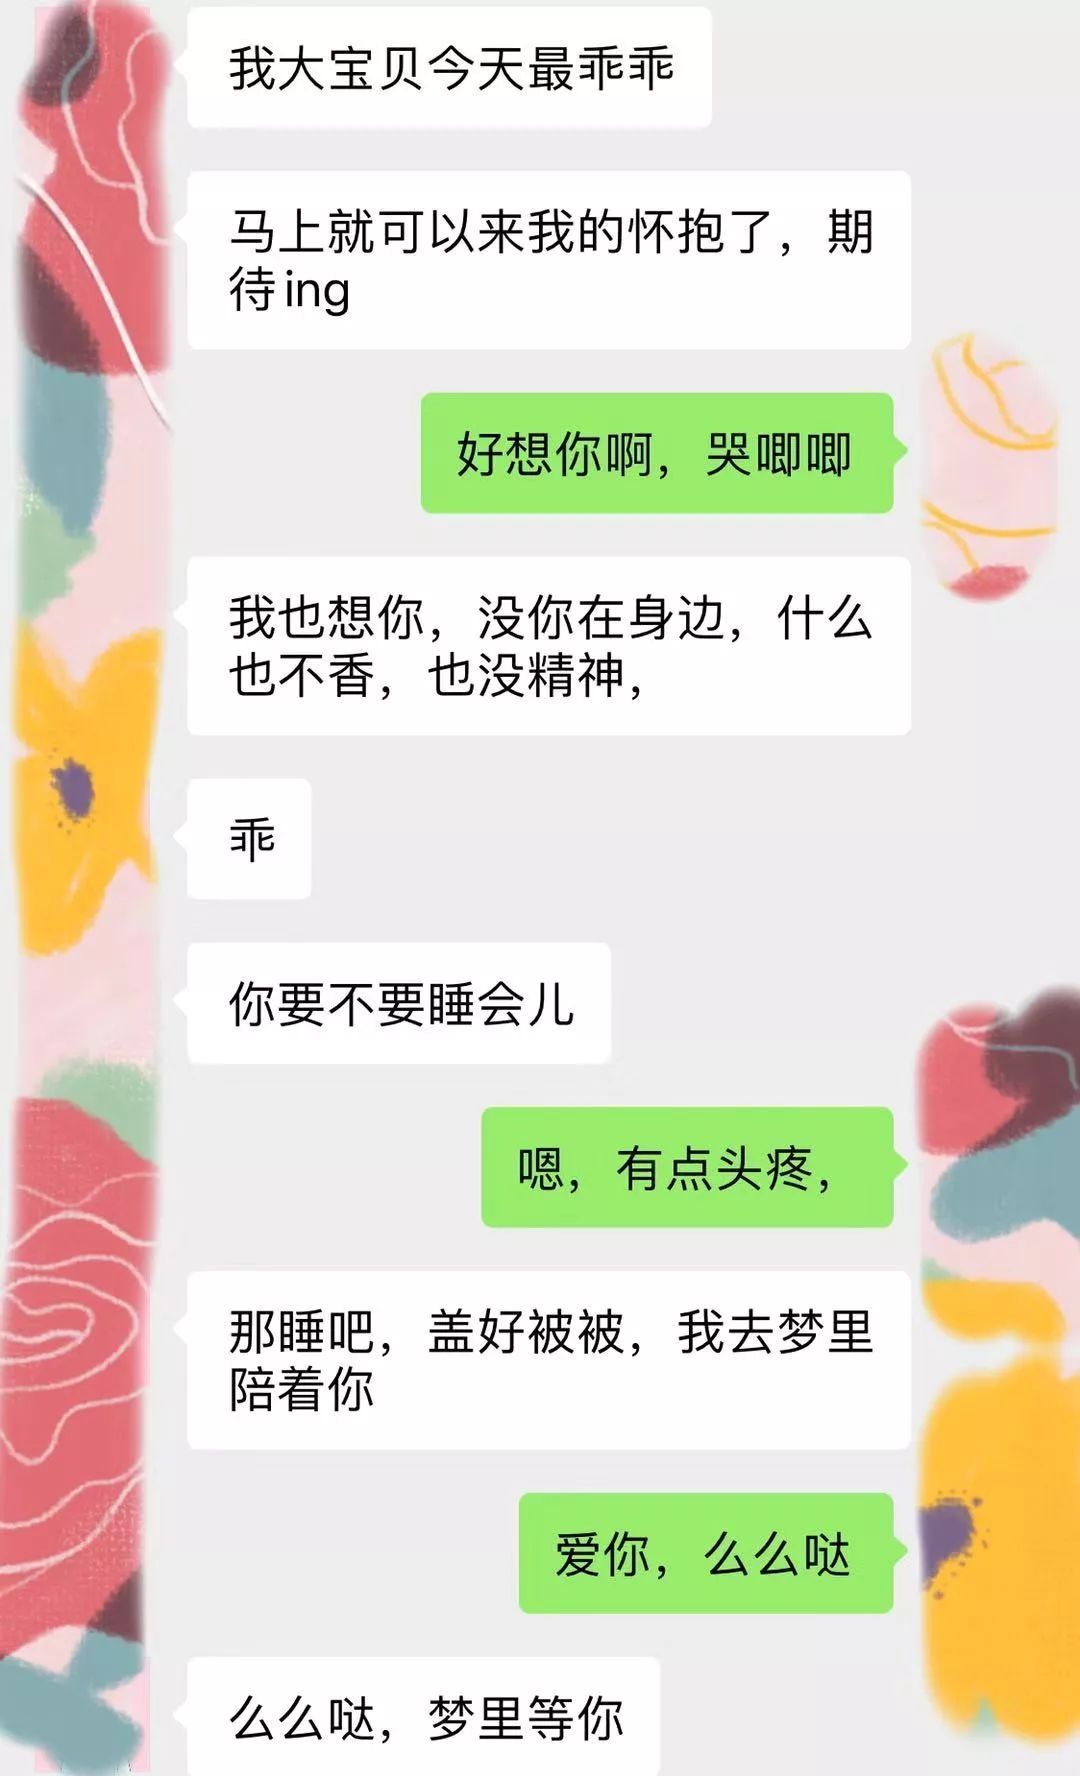 我大宝贝今天最乖乖
马上就可以来我的怀抱了，期
待ing
好想你啊，哭唧唧
我也想你，没你在身边，什么
也不香，也没精神，
乖
你要不要睡会儿
嗯，有点头疼，
那睡吧，盖好被被，我去梦里
陪着你
爱你，么么哒
么么哒，梦里等你